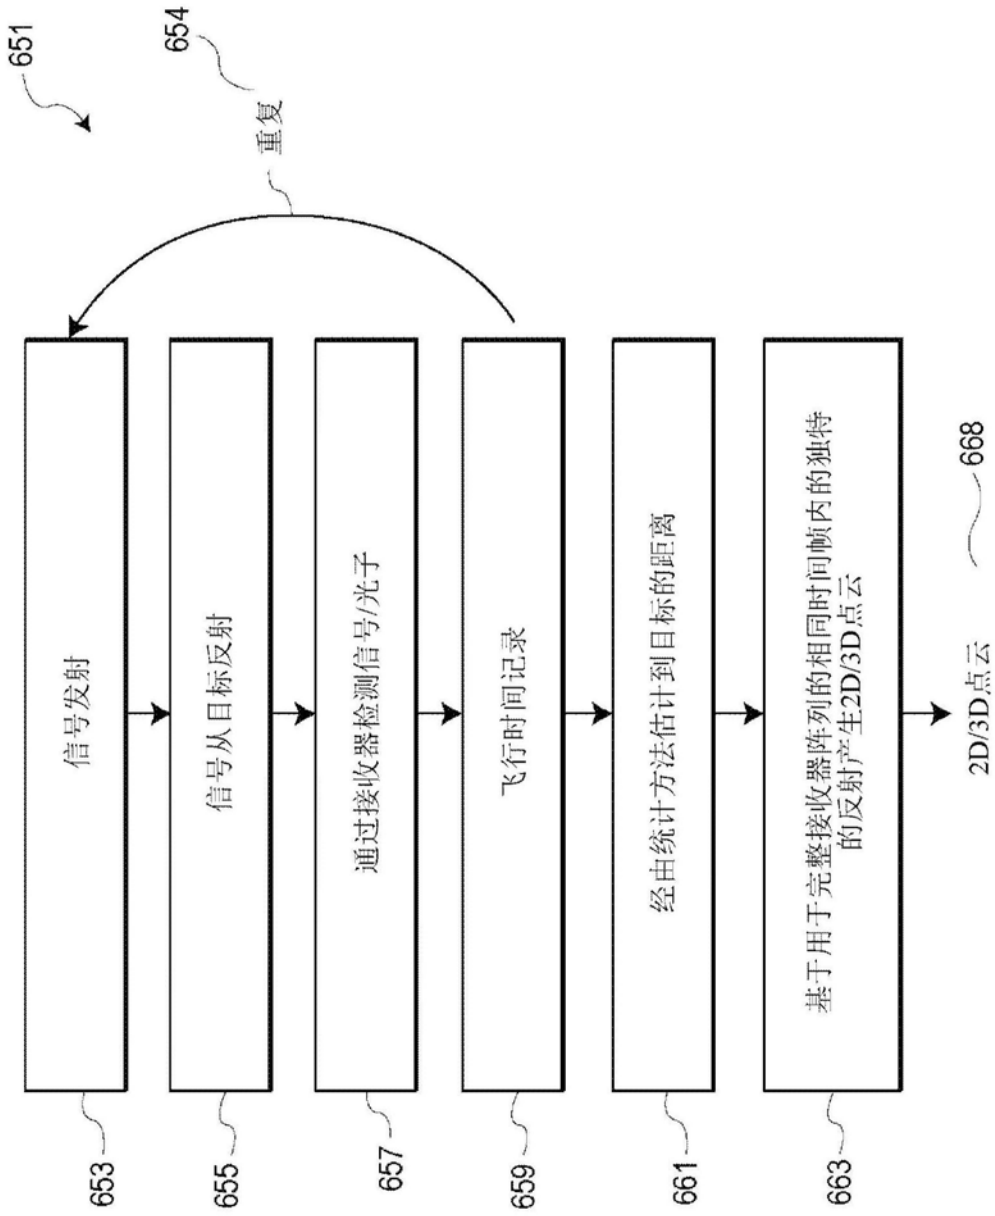 651
654
重复
653
信号发射
655
信号从目标反射
657
通过接收器检测信号/光子
659
飞行时间记录
661
经由统计方法估计到目标的距离
663
基于用于完整接收器阵列的相同时间帧内的独特
的反射产生2D/3D点云
2D/3D点云
668